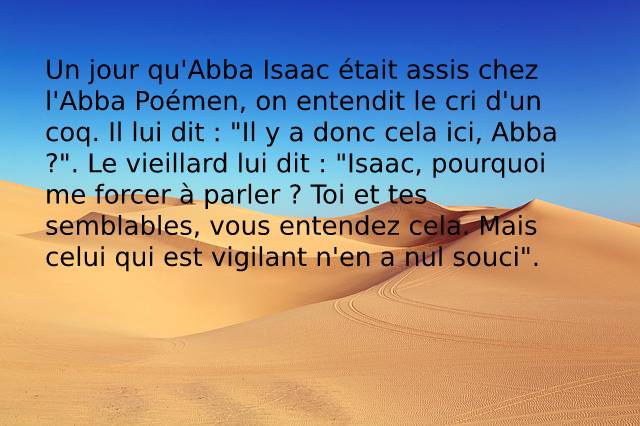 Un jour qu'Abba Isaac était assis chez
l'Abba Poémen, on entendit le cri d'un
coq. Il lui dit : "Il y a donc cela ici, Abba
?". Le vieillard lui dit : "Isaac, pourquoi
me forcer à parler ? Toi et tes
semblables, vous entendez cela. Mais
celui qui est vigilant n'en a nul souci".